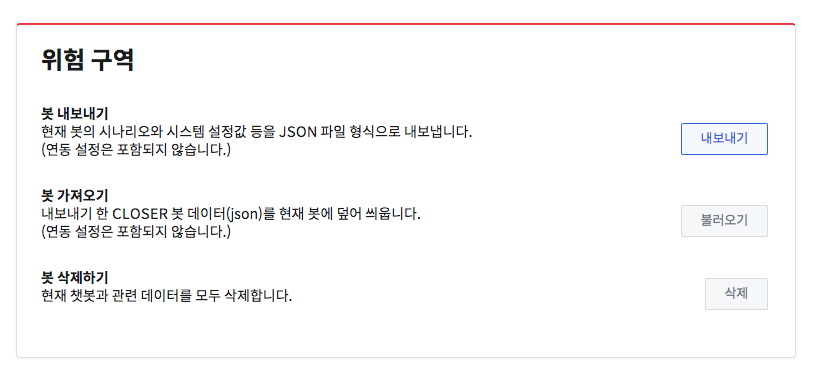 위험 구역
봇 내보내기
현재 봇의 시나리오와 시스템 설정값 등을 JSON 파일 형식으로 내보냅니다.
(연동 설정은 포함되지 않습니다.)
내보내기
봇 가져오기
내보내기 한 CLOSER 봇 데이터(json)를 현재 봇에 덮어 씌웁니다.
(연동 설정은 포함되지 않습니다.)
불러오기
봇 삭제하기
현재 챗봇과 관련 데이터를 모두 삭제합니다.
삭제